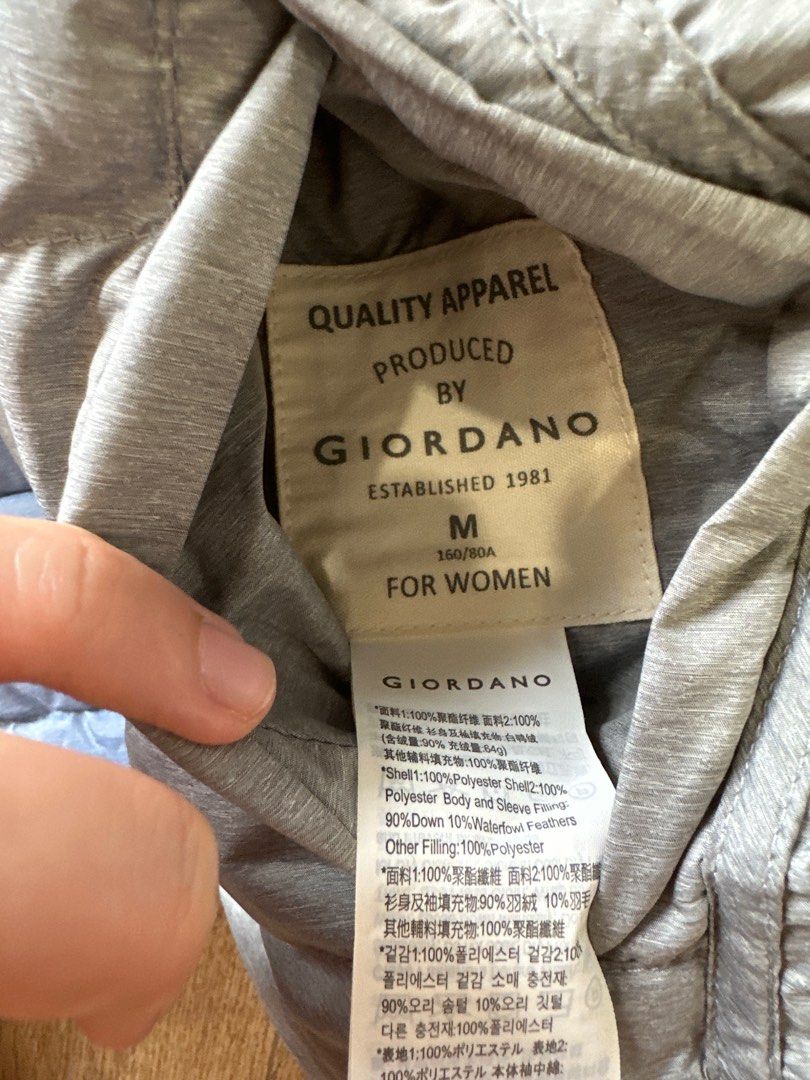 QUALITY APPAREL
PRODUCED
BY
GIORDANO
ESTABLISHED 1981
M
160/80A
FOR WOMEN
GIORDANO
*面料1:100%聚酯纤维 面料2:100%
聚酯纤维 衫身及袖填充物:白鸭绒
(含绒量:90% 充绒量:64g)
其他辅料填充物:100%聚酯纤维
*Shell1:100%Polyester Shell2:100%
Polyester Body and Sleeve Filling:
90%Down 10%Waterfowl Feathers
Other Filling:100%Polyester
*面料1:100%聚酯纖維 面料2:100%聚酯纖
衫身及袖填充物:90%羽絨 10%羽毛
其他輔料填充物:100%聚酯纖維
*겉감1:100%폴리에스터 겉감2:100%
폴리에스터 겉감 소매 충전재:
90%오리 솜털 10%오리 깃털
다른 충전재:100%폴리에스터
*表地1:100%ポリエステル 表地2:
100%ポリエステル 本体袖中綿: